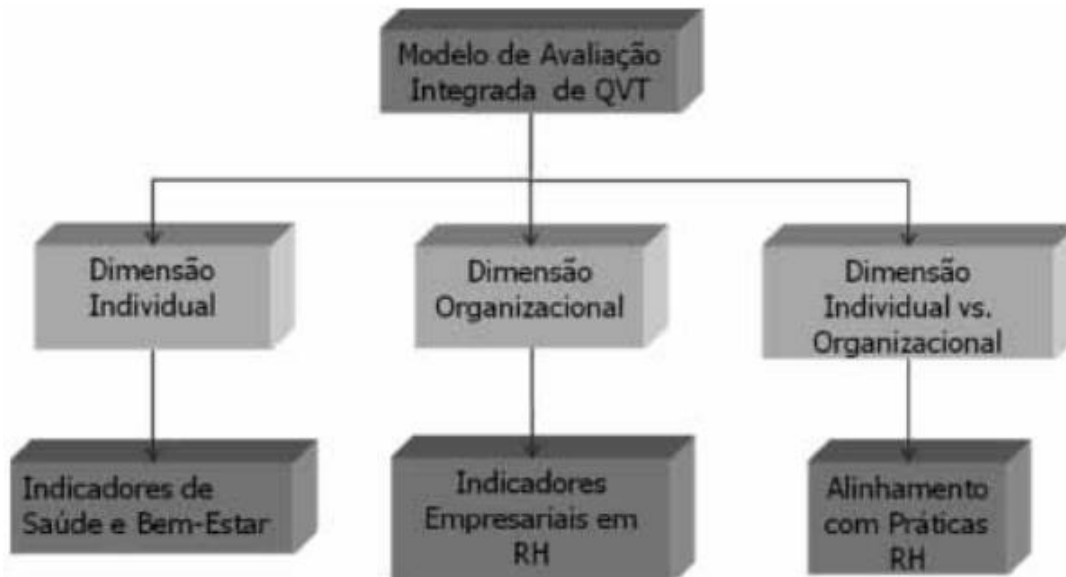 Modelo de Avaliação
Integrada de QVT
Dimensão
Individual
Dimensão
Organizacional
Dimensão
Individual vs.
Organizacional
Indicadores de
Saúde e Bem-Estar
Indicadores
Empresariais em
RH
Alinhamento
com Práticas
RH